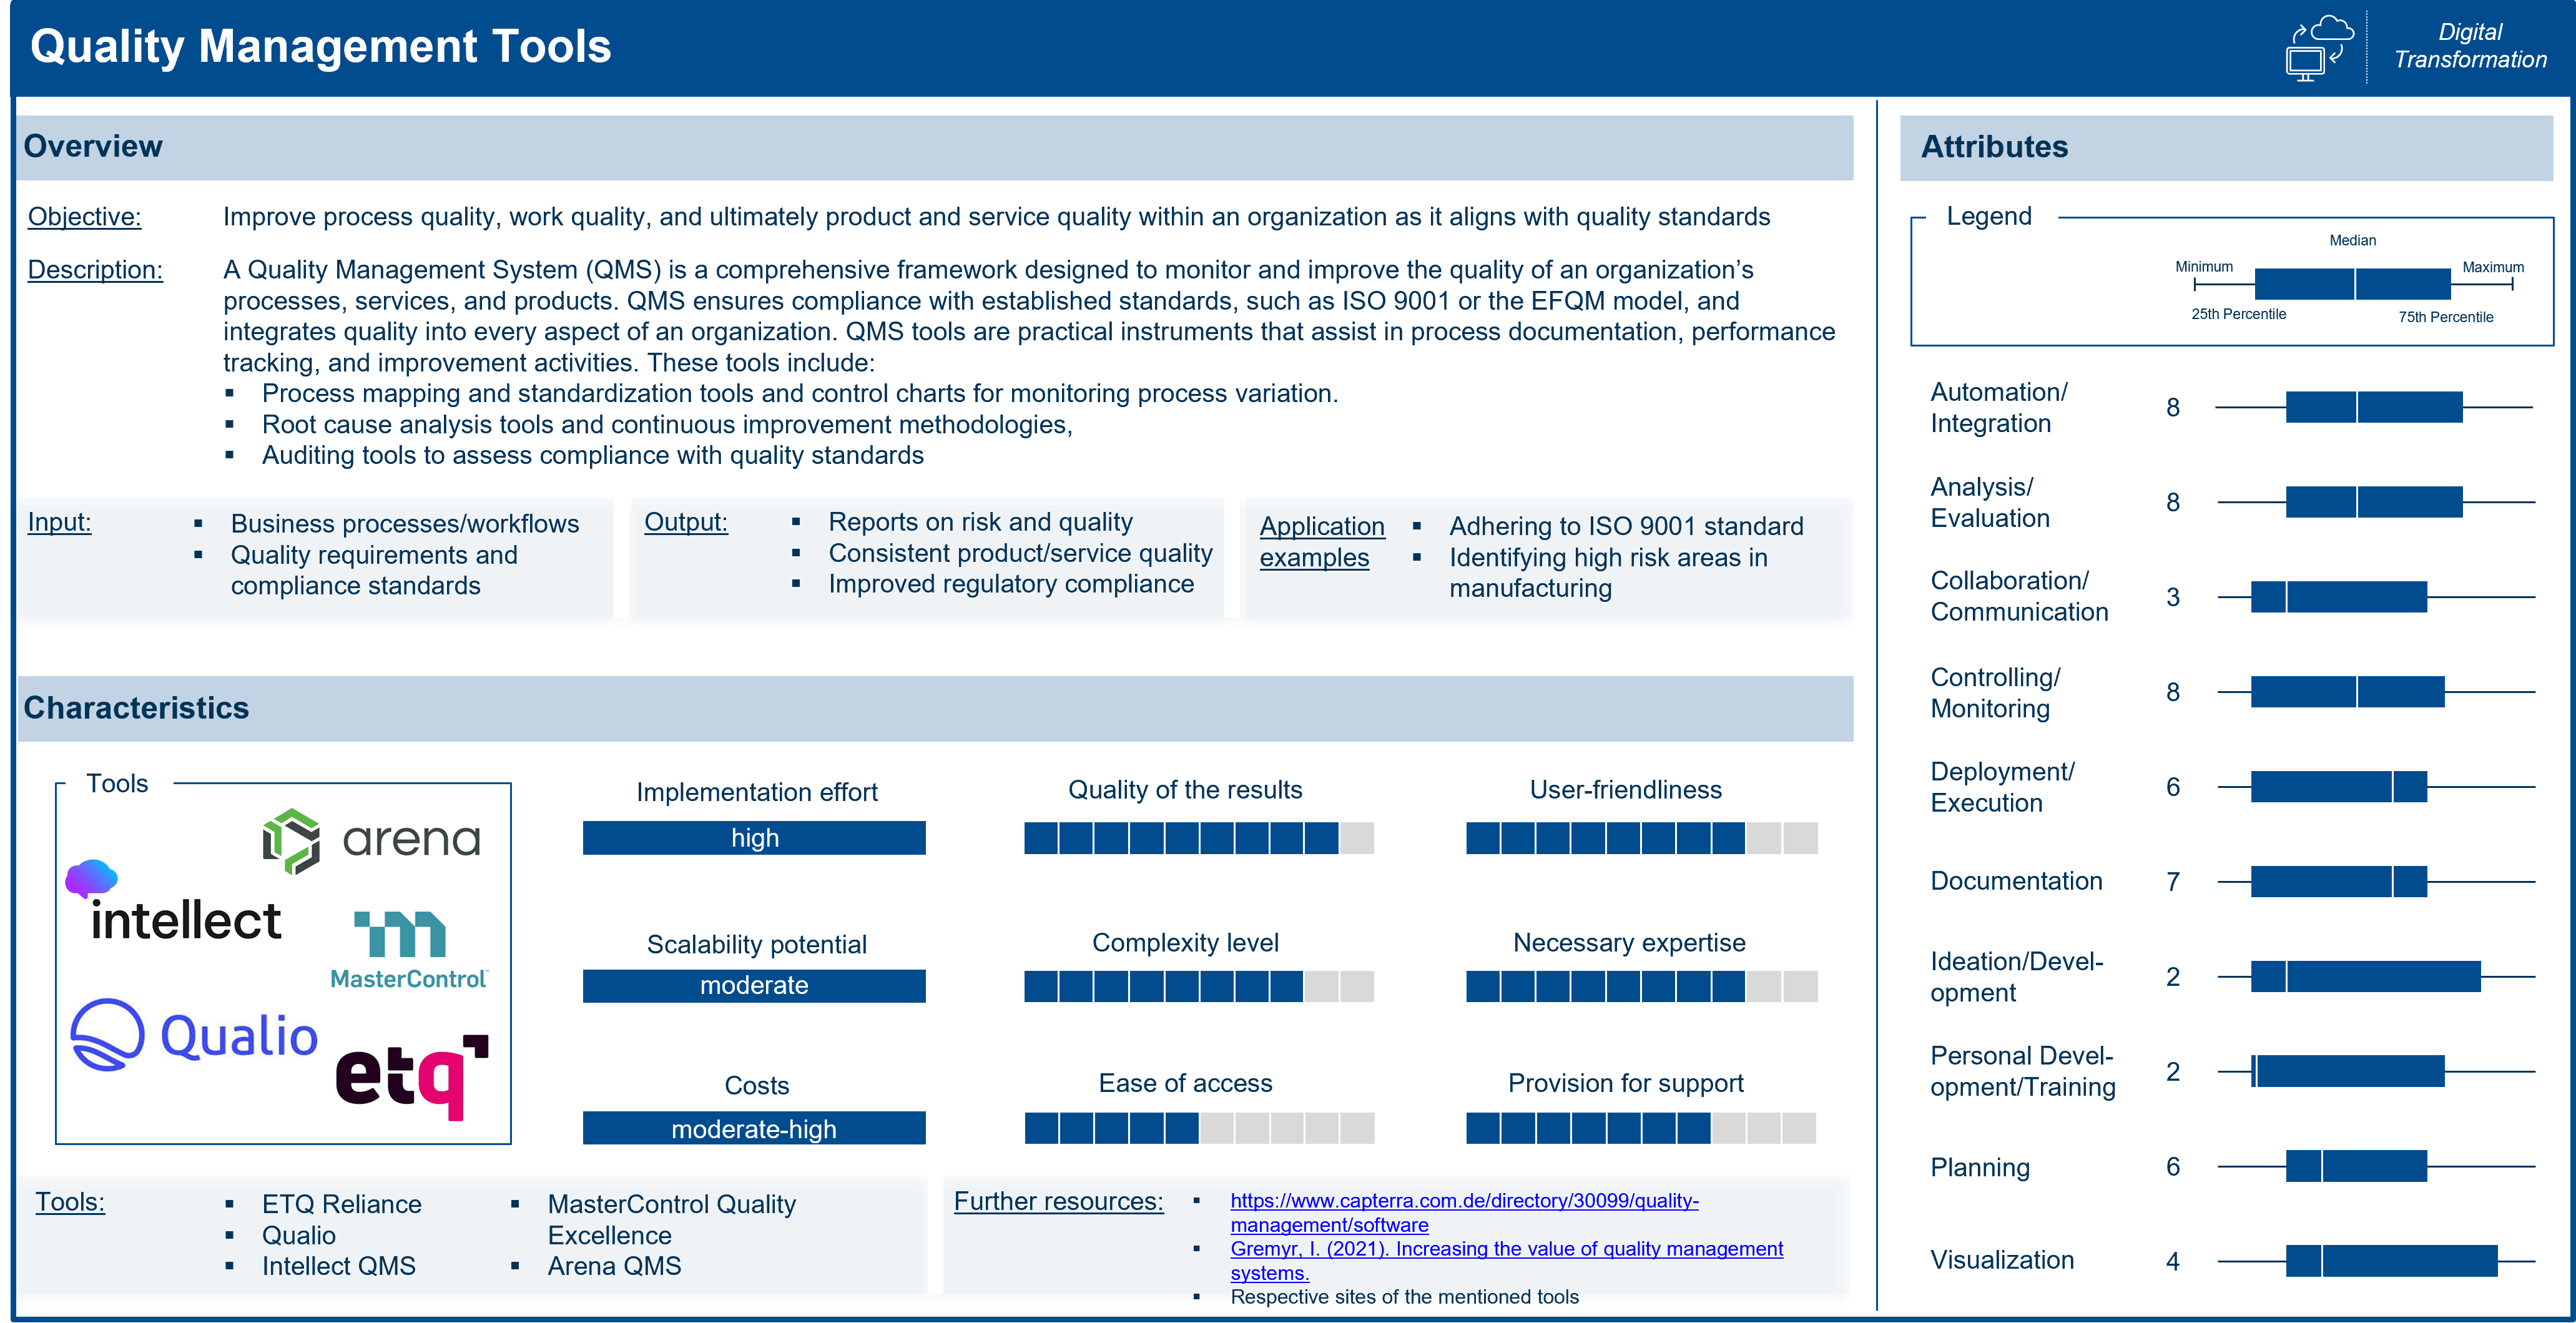 Quality Management Tools
Digital
Transformation
Overview
Objective:
Improve process quality, work quality, and ultimately product and service quality within an organization as it aligns with quality standards
Description:
A Quality Management System (QMS) is a comprehensive framework designed to monitor and improve the quality of an organization’s
processes, services, and products. QMS ensures compliance with established standards, such as ISO 9001 or the EFQM model, and
integrates quality into every aspect of an organization. QMS tools are practical instruments that assist in process documentation, performance
tracking, and improvement activities. These tools include:
▪ Process mapping and standardization tools and control charts for monitoring process variation.
▪ Root cause analysis tools and continuous improvement methodologies,
▪ Auditing tools to assess compliance with quality standards
Input:
▪ Business processes/workflows
▪ Quality requirements and
compliance standards
Output:
▪ Reports on risk and quality
▪ Consistent product/service quality
▪ Improved regulatory compliance
Application
examples
▪ Adhering to ISO 9001 standard
▪ Identifying high risk areas in
manufacturing
Characteristics
Tools
arena
intellect
MasterControl
Qualio
etq
Implementation effort
high
Scalability potential
moderate
Costs
moderate-high
Quality of the results
Complexity level
Ease of access
User-friendliness
Necessary expertise
Provision for support
Tools:
▪ ETQ Reliance
▪ Qualio
▪ Intellect QMS
▪ MasterControl Quality
Excellence
▪ Arena QMS
Further resources:
▪ https://www.capterra.com.de/directory/30099/quality-
management/software
▪ Gremyr, I. (2021). Increasing the value of quality management
systems.
▪ Respective sites of the mentioned tools
Attributes
Legend
Median
Minimum
Maximum
25th Percentile
75th Percentile
Automation/
Integration
8
Analysis/
Evaluation
8
Collaboration/
Communication
3
Controlling/
Monitoring
8
Deployment/
Execution
6
Documentation
7
Ideation/Devel-
opment
2
Personal Devel-
opment/Training
2
Planning
6
Visualization
4